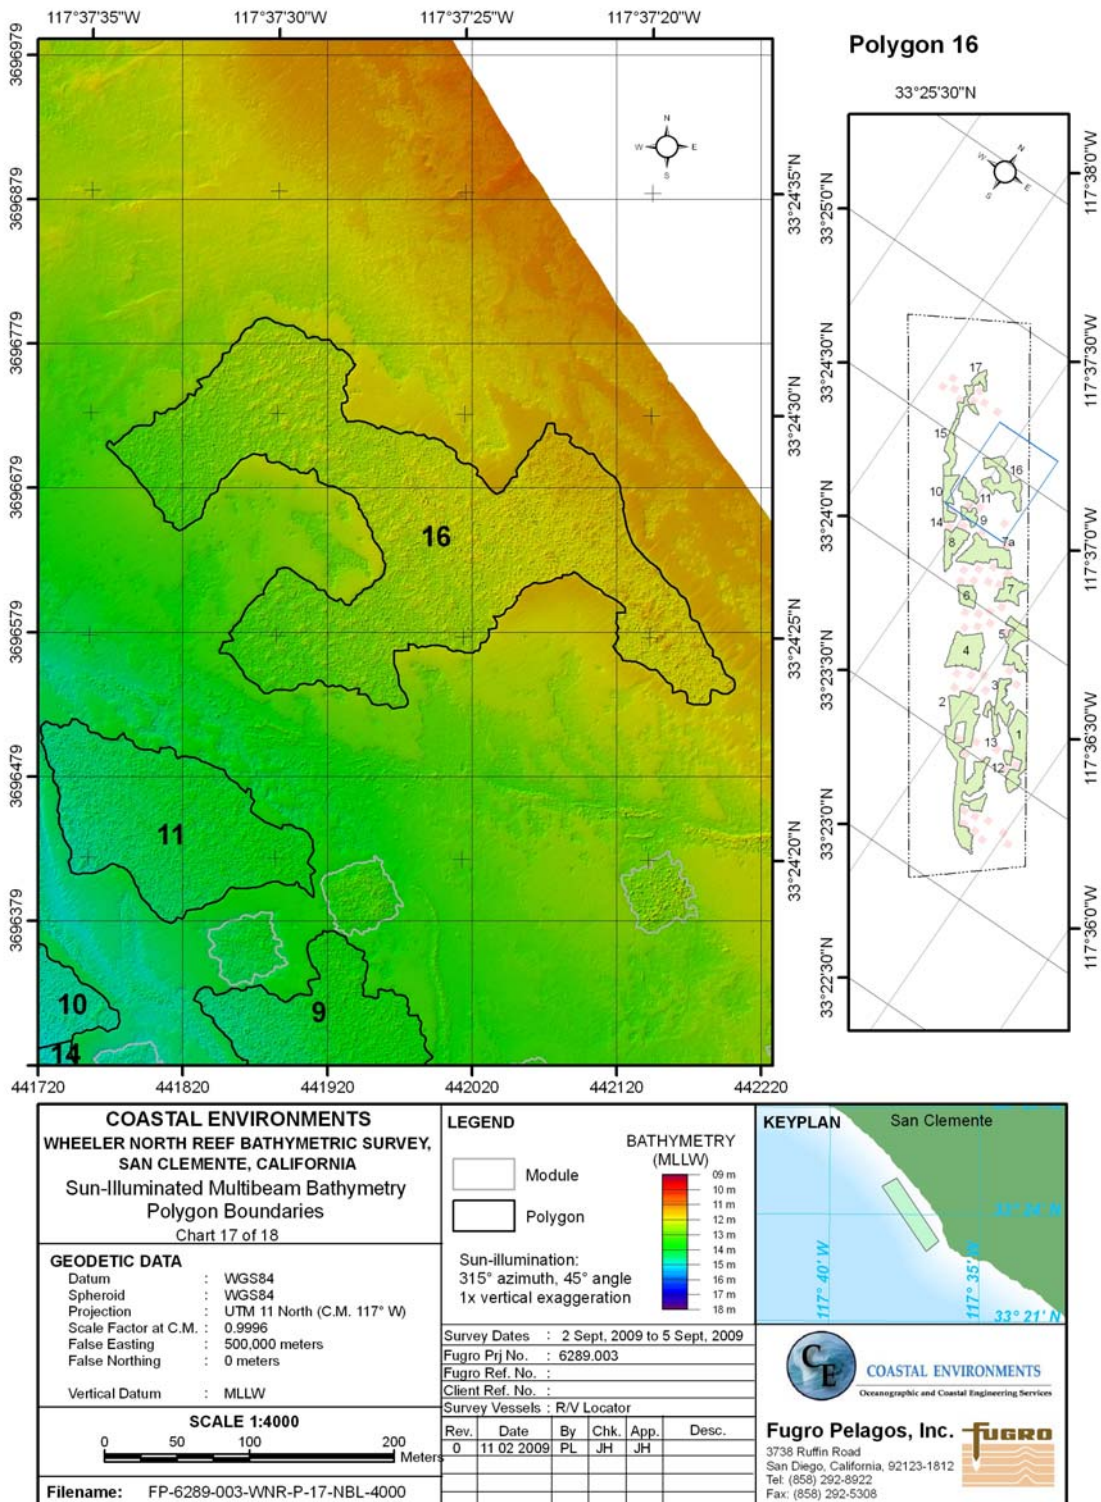 117°37'35"W
117°37'30"W
117°37'25"W
117°37'20"W
Polygon 16
33°25'30"N
3696979
3696879
3696779
3696679
3696579
3696479
3696379
N
W
E
S
33°24'35"N
33°24'30"N
33°24'25"N
33°24'20"N
16
11
10
14
9
441720
441820
441920
442020
442120
442220
N
W
E
S
33°25'0"N
33°24'30"N
33°24'0"N
33°23'30"N
33°23'0"N
33°22'30"N
117°38'0"W
117°37'30"W
117°37'0"W
117°36'30"W
117°36'0"W
17
15
16
10
11
14
9
8
7a
6
7
5
4
3
2
1
13
12
COASTAL ENVIRONMENTS
WHEELER NORTH REEF BATHYMETRIC SURVEY,
SAN CLEMENTE, CALIFORNIA
Sun-Illuminated Multibeam Bathymetry
Polygon Boundaries
Chart 17 of 18
GEODETIC DATA
Datum : WGS84
Spheroid : WGS84
Projection : UTM 11 North (C.M. 117° W)
Scale Factor at C.M. : 0.9996
False Easting : 500,000 meters
False Northing : 0 meters
Vertical Datum : MLLW
SCALE 1:4000
0 50 100 200
Meters
Filename: FP-6289-003-WNR-P-17-NBL-4000
LEGEND
Module
Polygon
Sun-illumination:
315° azimuth, 45° angle
1x vertical exaggeration
BATHYMETRY
(MLLW)
09 m
10 m
11 m
12 m
13 m
14 m
15 m
16 m
17 m
18 m
Survey Dates : 2 Sept, 2009 to 5 Sept, 2009
Fugro Prj No. : 6289.003
Fugro Ref. No. :
Client Ref. No. :
Survey Vessels : R/V Locator
Rev. Date By Chk. App. Desc.
0 11 02 2009 PL JH JH
KEYPLAN
San Clemente
33° 24' N
117° 40' W
117° 35' W
33° 21' N
CE
COASTAL ENVIRONMENTS
Oceanographic and Coastal Engineering Services
Fugro Pelagos, Inc.
FUGRO
3738 Ruffin Road
San Diego, California, 92123-1812
Tel: (858) 292-8922
Fax: (858) 292-5308